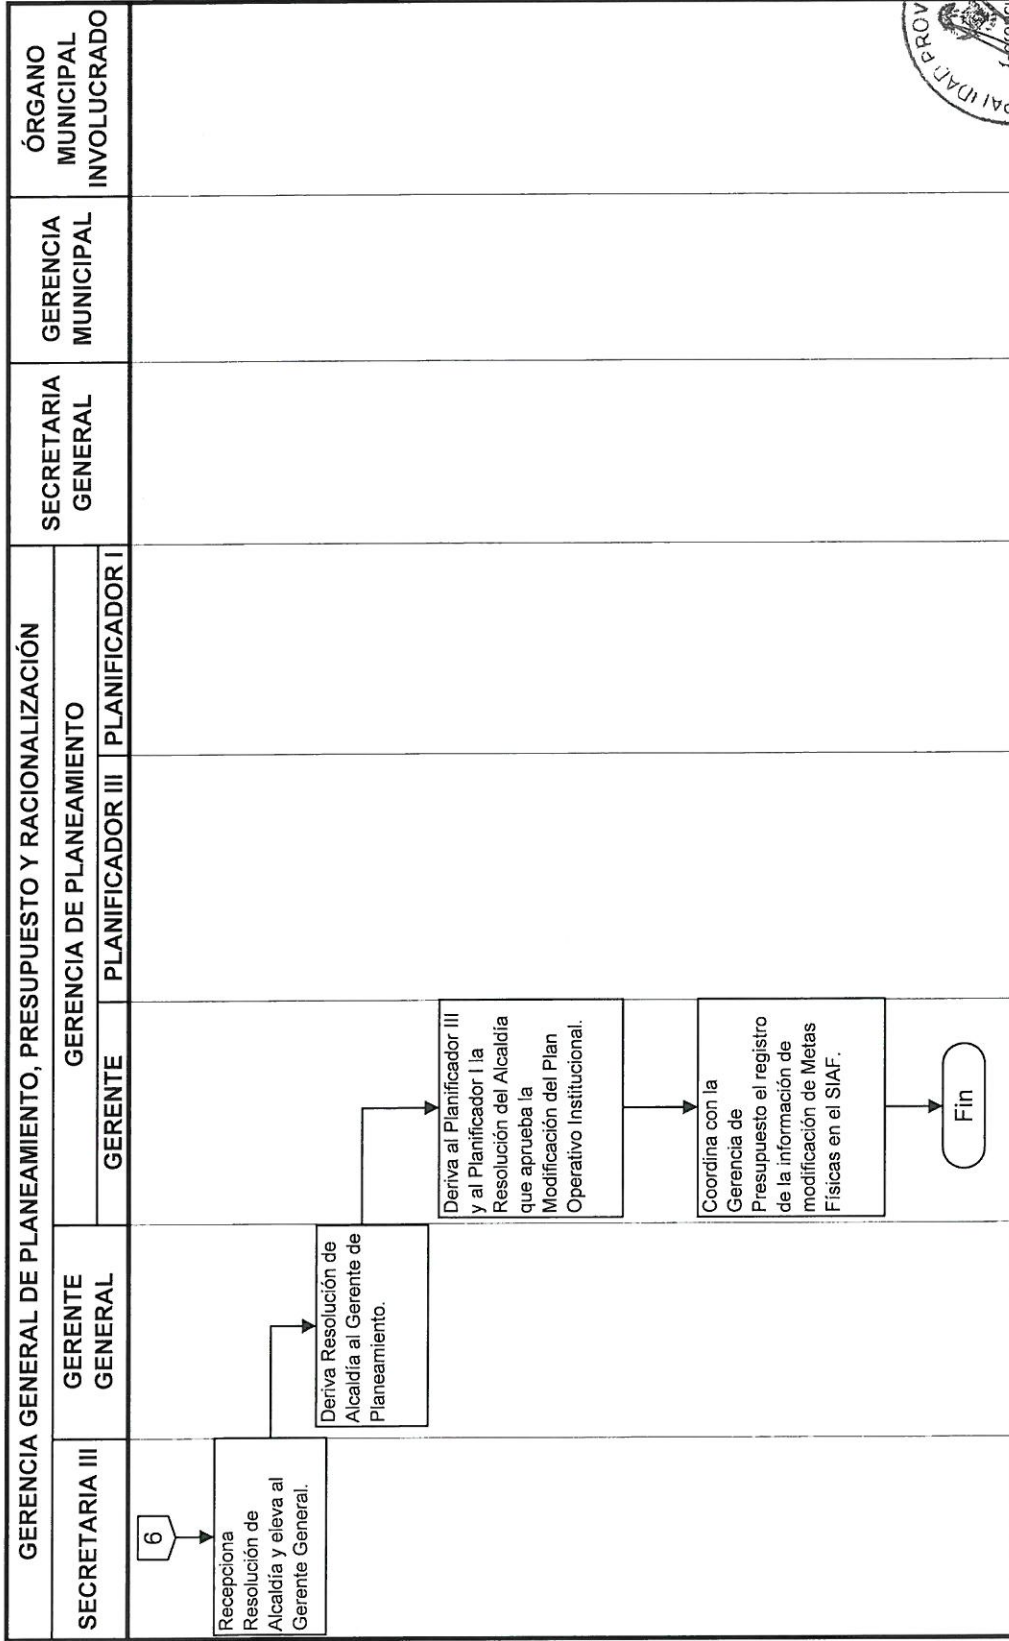 GERENCIA GENERAL DE PLANEAMIENTO, PRESUPUESTO Y RACIONALIZACIÓN
SECRETARIA III
GERENTE
GENERAL
GERENCIA DE PLANEAMIENTO
GERENTE
PLANIFICADOR III
PLANIFICADOR I
SECRETARIA
GENERAL
GERENCIA
MUNICIPAL
ÓRGANO
MUNICIPAL
INVOLUCRADO
6
Recepciona
Resolución de
Alcaldía y eleva al
Gerente General.
Deriva Resolución de
Alcaldía al Gerente de
Planeamiento.
Deriva al Planificador III
y al Planificador I la
Resolución del Alcaldía
que aprueba la
Modificación del Plan
Operativo Institucional.
Coordina con la
Gerencia de
Presupuesto el registro
de la información de
modificación de Metas
Físicas en el SIAF.
Fin